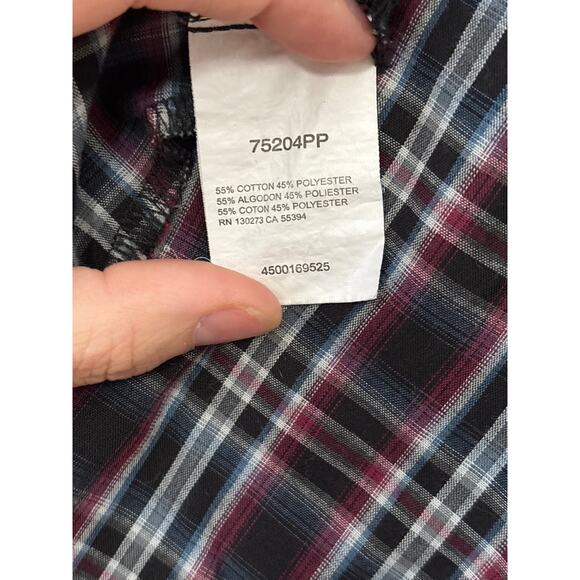 75204PP
55% COTTON 45% POLYESTER
55% ALGODON 45% POLIESTER
55% COTON 45% POLYESTER
RN 130273 CA 55394
4500169525